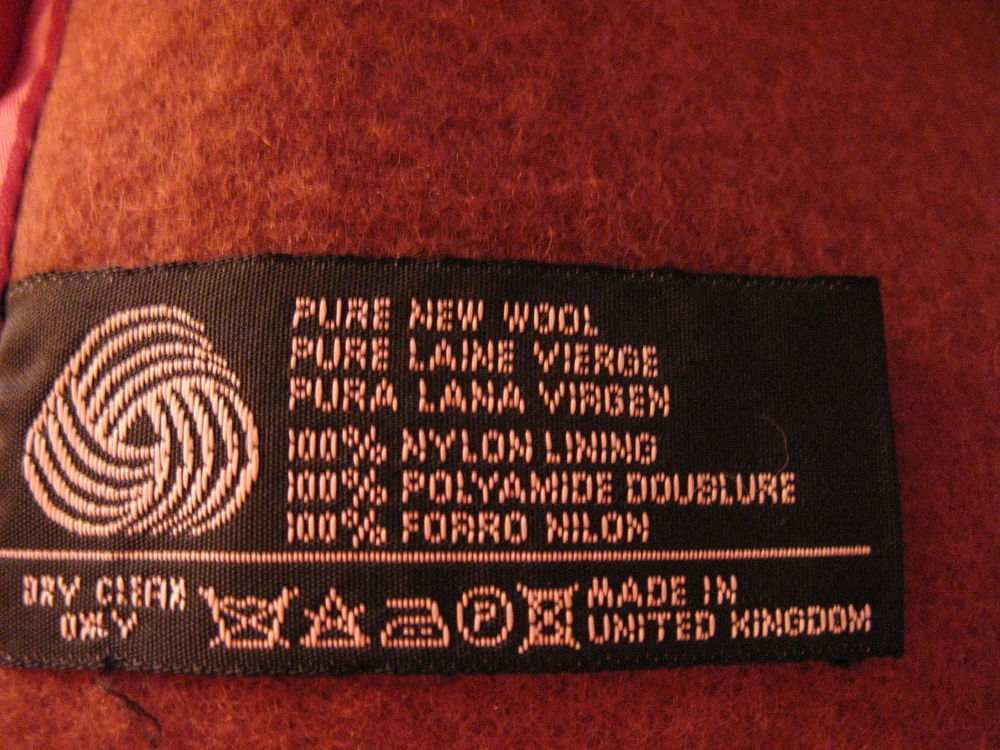 PURE NEW WOOL
PURE LAINE VIERGE
PURA LANA VIRGEN
100% NYLON LINING
100% POLYAMIDE DOUBLURE
100% FORRO NILON
DRY CLEAN
ONLY
P
MADE IN
UNITED KINGDOM